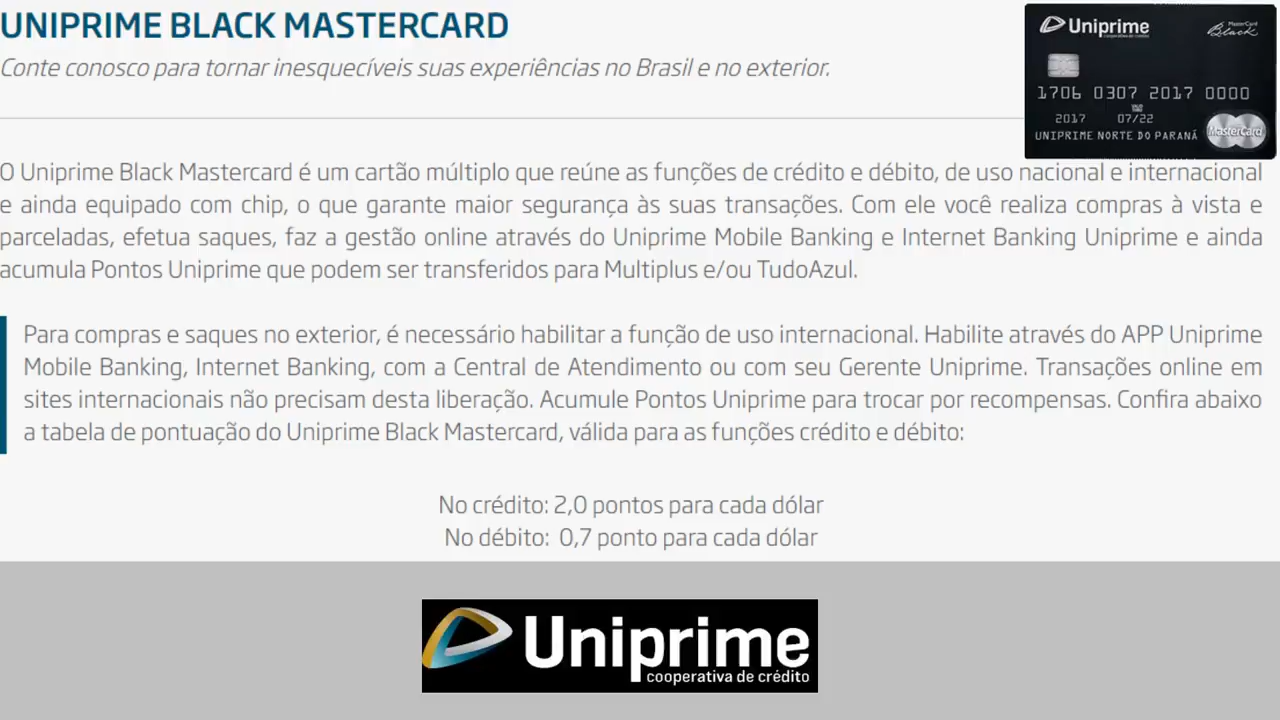 UNIPRIME BLACK MASTERCARD
Conte conosco para tornar inesquecíveis suas experiências no Brasil e no exterior.
Uniprime
cooperativa de crédito
MasterCard
Black
1706 0307 2017 0000
2017 07/22
UNIPRIME NORTE DO PARANÁ
MasterCard
O Uniprime Black Mastercard é um cartão múltiplo que reúne as funções de crédito e débito, de uso nacional e internacional
e ainda equipado com chip, o que garante maior segurança às suas transações. Com ele você realiza compras à vista e
parceladas, efetua saques, faz a gestão online através do Uniprime Mobile Banking e Internet Banking Uniprime e ainda
acumula Pontos Uniprime que podem ser transferidos para Multiplus e/ou TudoAzul.
Para compras e saques no exterior, é necessário habilitar a função de uso internacional. Habilite através do APP Uniprime
Mobile Banking, Internet Banking, com a Central de Atendimento ou com seu Gerente Uniprime. Transações online em
sites internacionais não precisam desta liberação. Acumule Pontos Uniprime para trocar por recompensas. Confira abaixo
a tabela de pontuação do Uniprime Black Mastercard, válida para as funções crédito e débito:
No crédito: 2,0 pontos para cada dólar
No débito: 0,7 ponto para cada dólar
Uniprime
cooperativa de crédito